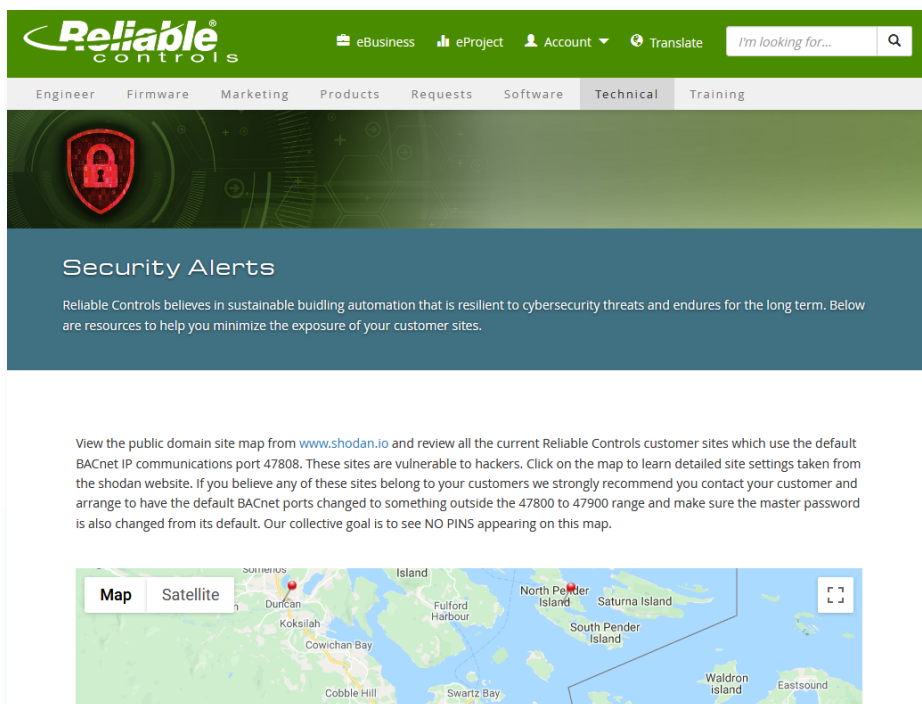 Reliable®
controls
eBusiness eProject Account Translate I'm looking for...
Engineer Firmware Marketing Products Requests Software Technical Training
Security Alerts
Reliable Controls believes in sustainable buidling automation that is resilient to cybersecurity threats and endures for the long term. Below
are resources to help you minimize the exposure of your customer sites.
View the public domain site map from www.shodan.io and review all the current Reliable Controls customer sites which use the default
BACnet IP communications port 47808. These sites are vulnerable to hackers. Click on the map to learn detailed site settings taken from
the shodan website. If you believe any of these sites belong to your customers we strongly recommend you contact your customer and
arrange to have the default BACnet ports changed to something outside the 47800 to 47900 range and make sure the master password
is also changed from its default. Our collective goal is to see NO PINS appearing on this map.
Somenos
Island
Map Satellite
North Pender
Island
Saturna Island
Duncan
Fulford
Harbour
Koksilah
South Pender
Island
Cowichan Bay
Waldron
island
Eastsound
Cobble Hill
Swartz Bay